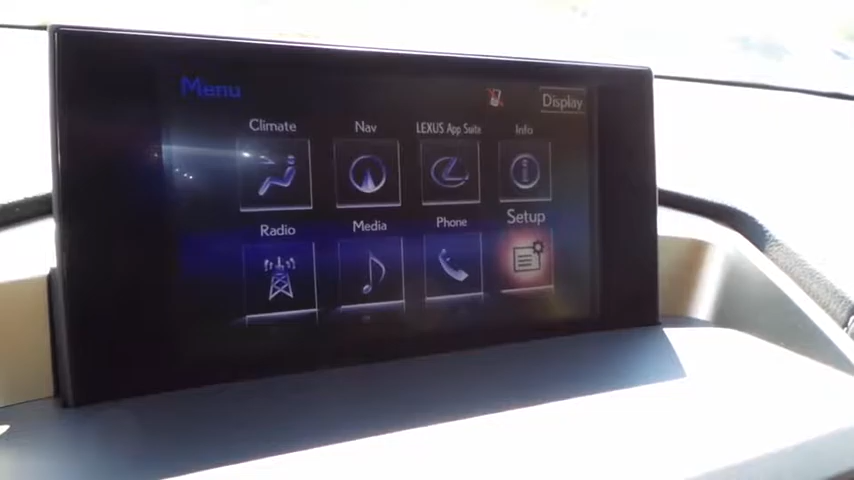 Menu
Display
Climate Nav LEXUS App Suite Info
Radio Media Phone Setup